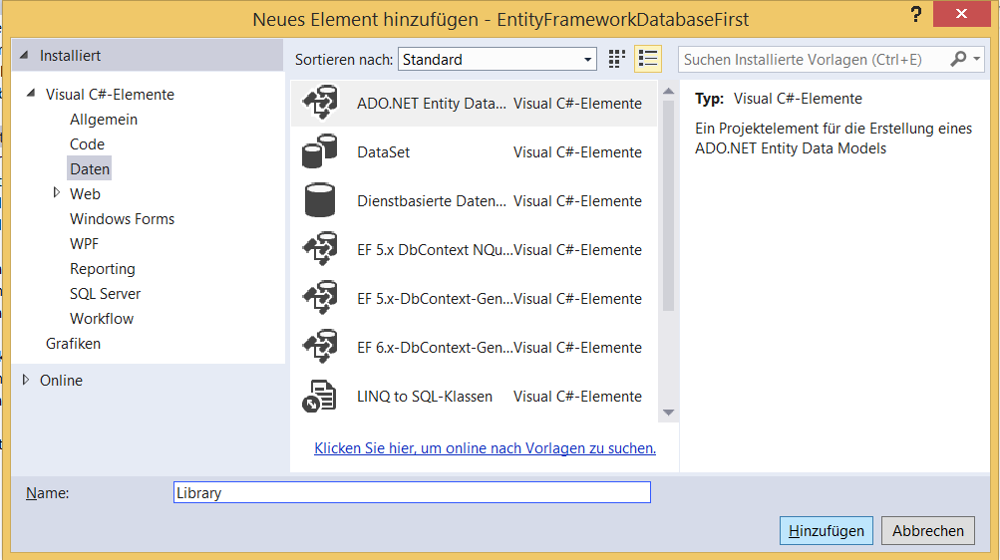 Neues Element hinzufügen - EntityFrameworkDatabaseFirst
Installiert
Visual C#-Elemente
Allgemein
Code
Daten
Web
Windows Forms
WPF
Reporting
SQL Server
Workflow
Grafiken
Online
Sortieren nach: Standard
Suchen Installierte Vorlagen (Ctrl+E)
ADO.NET Entity Data... Visual C#-Elemente
DataSet Visual C#-Elemente
Dienstbasierte Daten... Visual C#-Elemente
EF 5.x DbContext NQu... Visual C#-Elemente
EF 5.x-DbContext-Gen... Visual C#-Elemente
EF 6.x-DbContext-Gen... Visual C#-Elemente
LINQ to SQL-Klassen Visual C#-Elemente
Klicken Sie hier, um online nach Vorlagen zu suchen.
Typ: Visual C#-Elemente
Ein Projektelement für die Erstellung eines
ADO.NET Entity Data Models
Name: Library
Hinzufügen Abbrechen